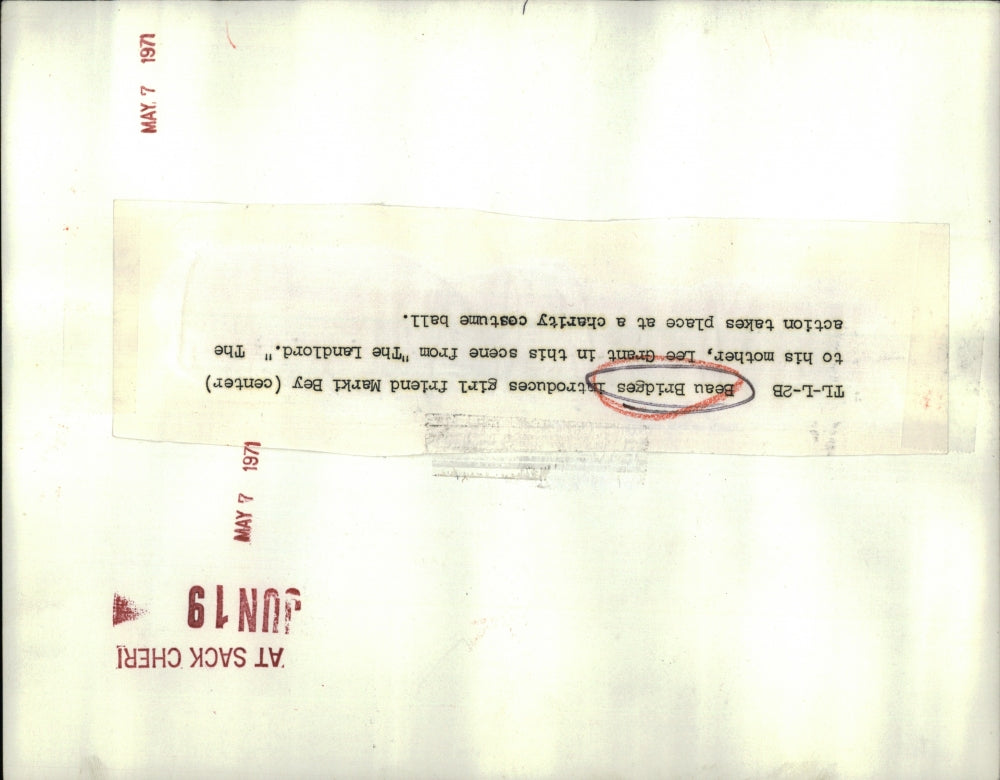 TL-L-2B Beau Bridges introduces girl friend Marki Bey (center)
to his mother, Lee Grant in this scene from "The Landlord." The
action takes place at a charity costume ball.
MAY 7 1971
MAY 7 1971
AT SACK CHERI
JUN 19